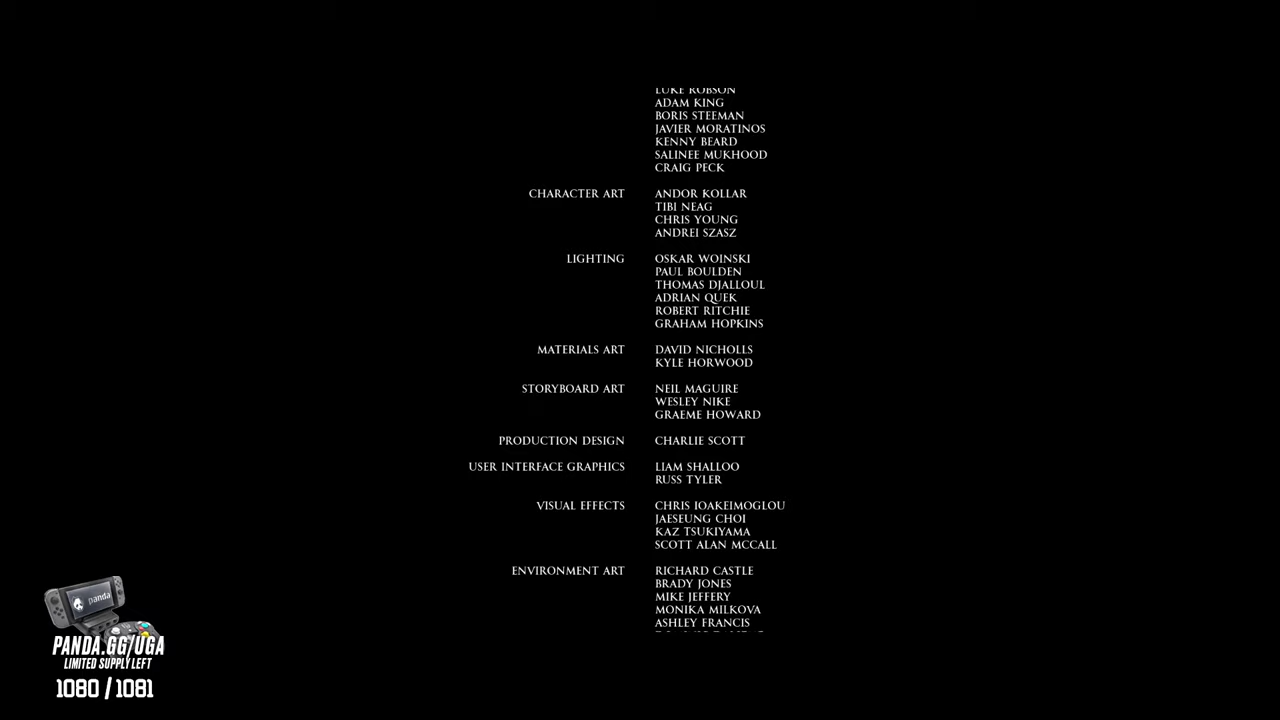 LUKE ROBSON
ADAM KING
BORIS STEEMAN
JAVIER MORATINOS
KENNY BEARD
SALINEE MUKHOOD
CRAIG PECK
CHARACTER ART ANDOR KOLLAR
TIBI NEAG
CHRIS YOUNG
ANDREI SZASZ
LIGHTING OSKAR WOINSKI
PAUL BOULDEN
THOMAS DJALLOUL
ADRIAN QUEK
ROBERT RITCHIE
GRAHAM HOPKINS
MATERIALS ART DAVID NICHOLLS
KYLE HORWOOD
STORYBOARD ART NEIL MAGUIRE
WESLEY NIKE
GRAEME HOWARD
PRODUCTION DESIGN CHARLIE SCOTT
USER INTERFACE GRAPHICS LIAM SHALLOO
RUSS TYLER
VISUAL EFFECTS CHRIS IOAKEIMOGLOU
JAESEUNG CHOI
KAZ TSUKIYAMA
SCOTT ALAN MCCALL
ENVIRONMENT ART RICHARD CASTLE
BRADY JONES
MIKE JEFFERY
MONIKA MILKOVA
ASHLEY FRANCIS
panda
PANDA.GG/UGA
LIMITED SUPPLY LEFT
1080 / 1081